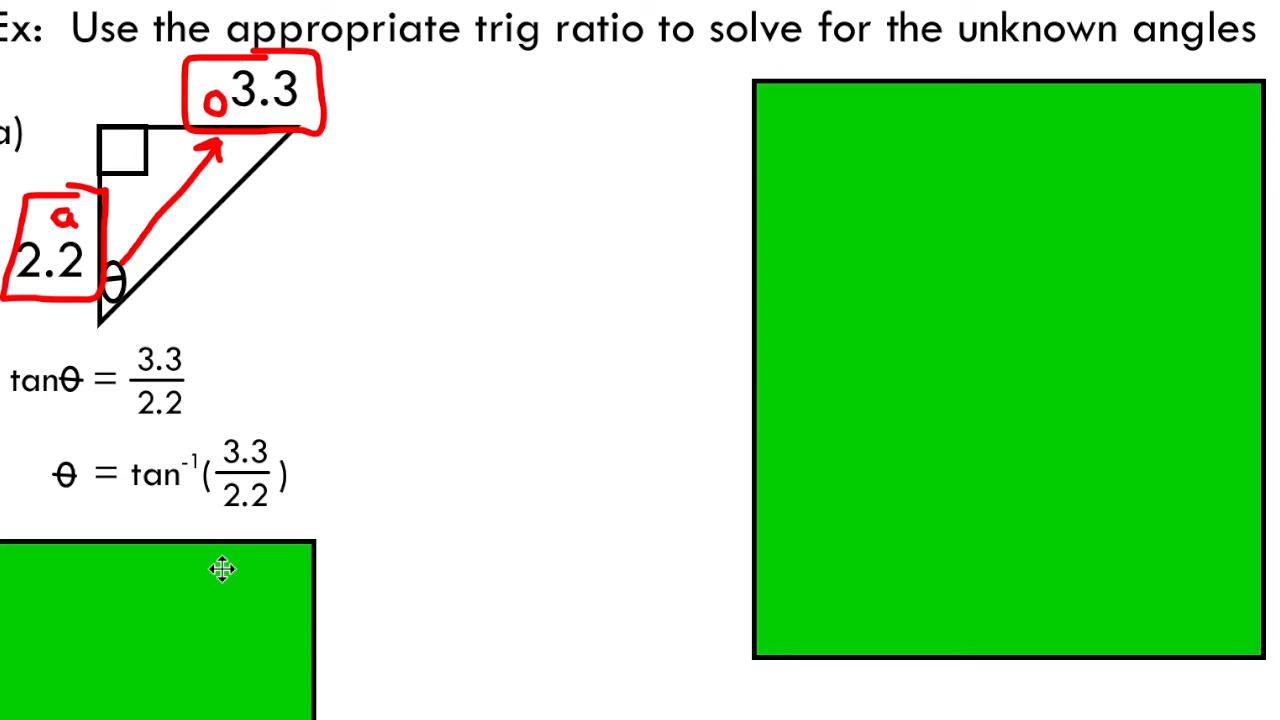 Ex: Use the appropriate trig ratio to solve for the unknown angles
o 3.3
a)
a
2.2
θ
tanθ = 3.3/2.2
θ = tan⁻¹(3.3/2.2)